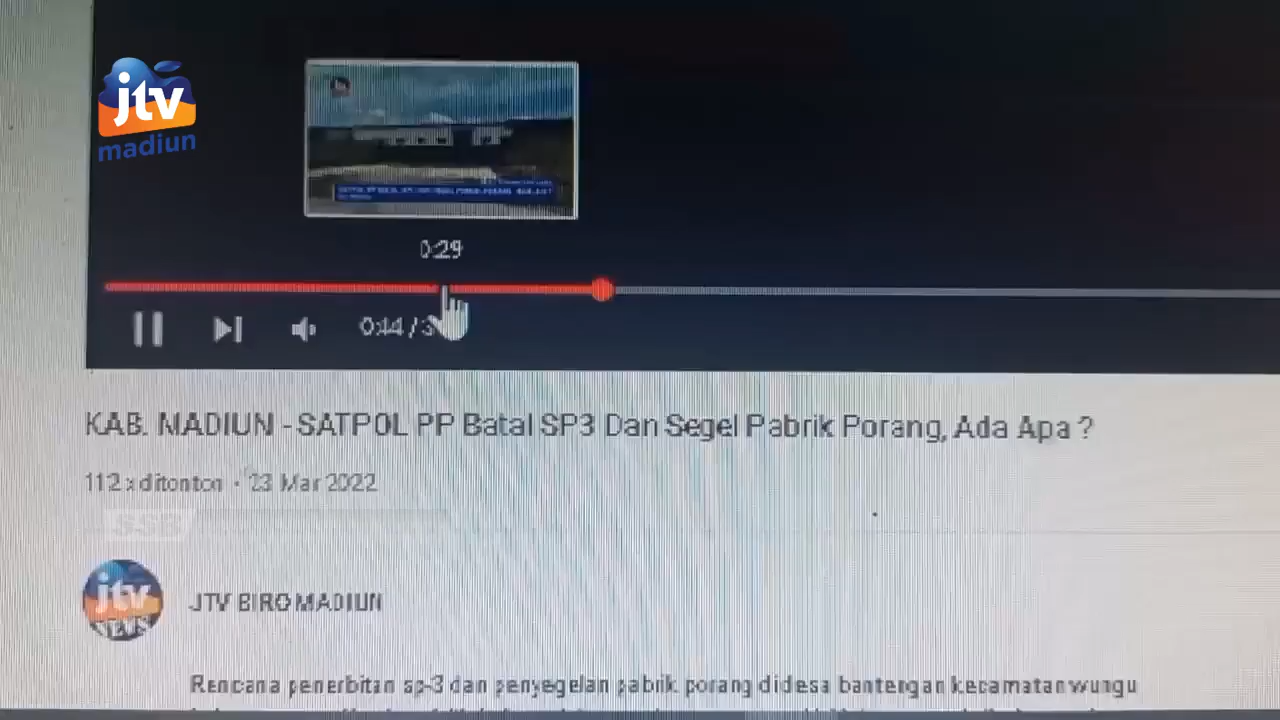 jtv
madiun
0:29
0:44 / 3
KAB. MADIUN - SATPOL PP Batal SP3 Dan Segel Pabrik Porang, Ada Apa ?
112 x ditonton · 23 Mar 2022
jtv
NEWS
JTV BIRO MADIUN
Rencana penerbitan sp-3 dan penyegelan pabrik porang didesa bantengan kecamatan wungu